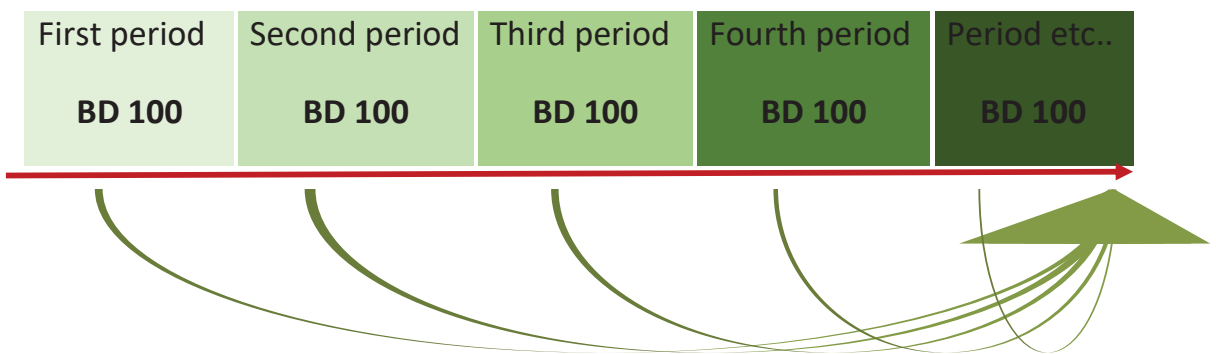 First period
BD 100
Second period
BD 100
Third period
BD 100
Fourth period
BD 100
Period etc..
BD 100